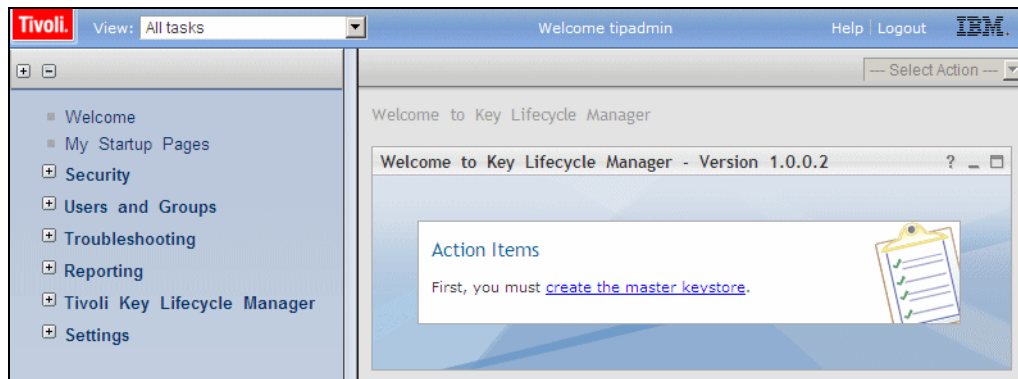 Tivoli. View: All tasks Welcome tipadmin Help | Logout IBM.
--- Select Action ---
Welcome
My Startup Pages
Security
Users and Groups
Troubleshooting
Reporting
Tivoli Key Lifecycle Manager
Settings
Welcome to Key Lifecycle Manager
Welcome to Key Lifecycle Manager - Version 1.0.0.2 ?
Action Items
First, you must create the master keystore.